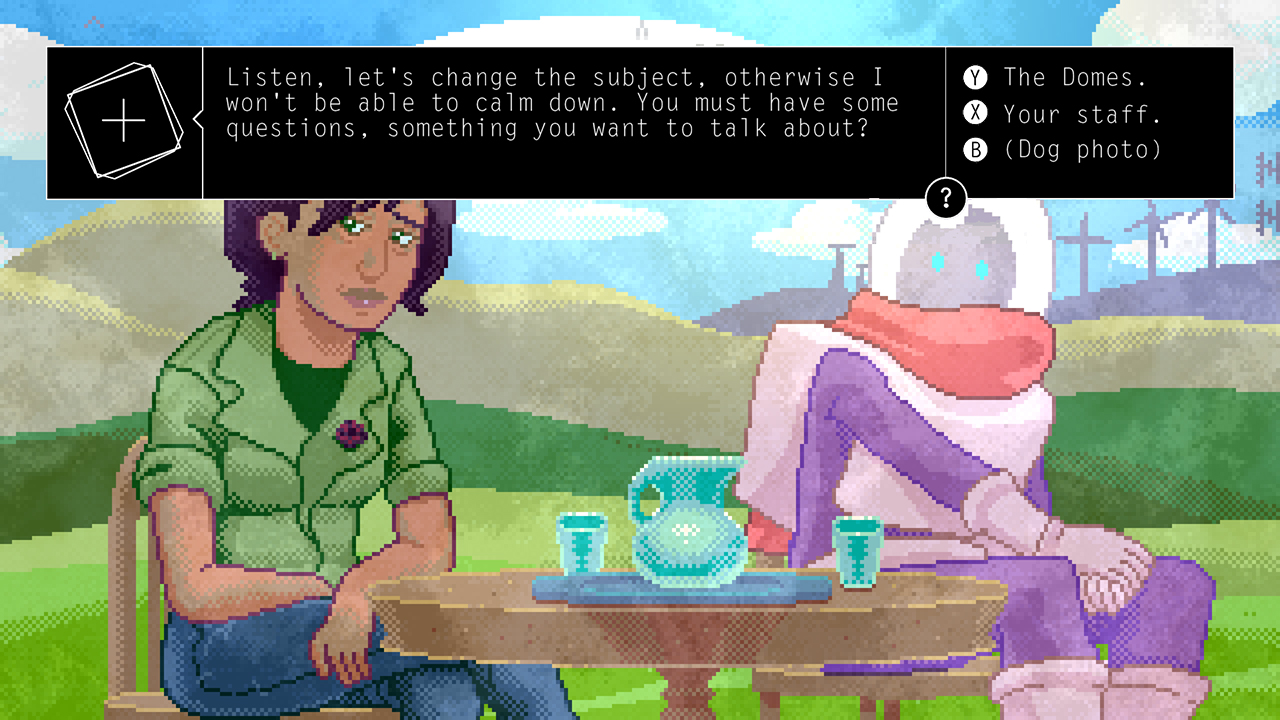 Listen, let's change the subject, otherwise I
won't be able to calm down. You must have some
questions, something you want to talk about?
Y The Domes.
X Your staff.
B (Dog photo)
?